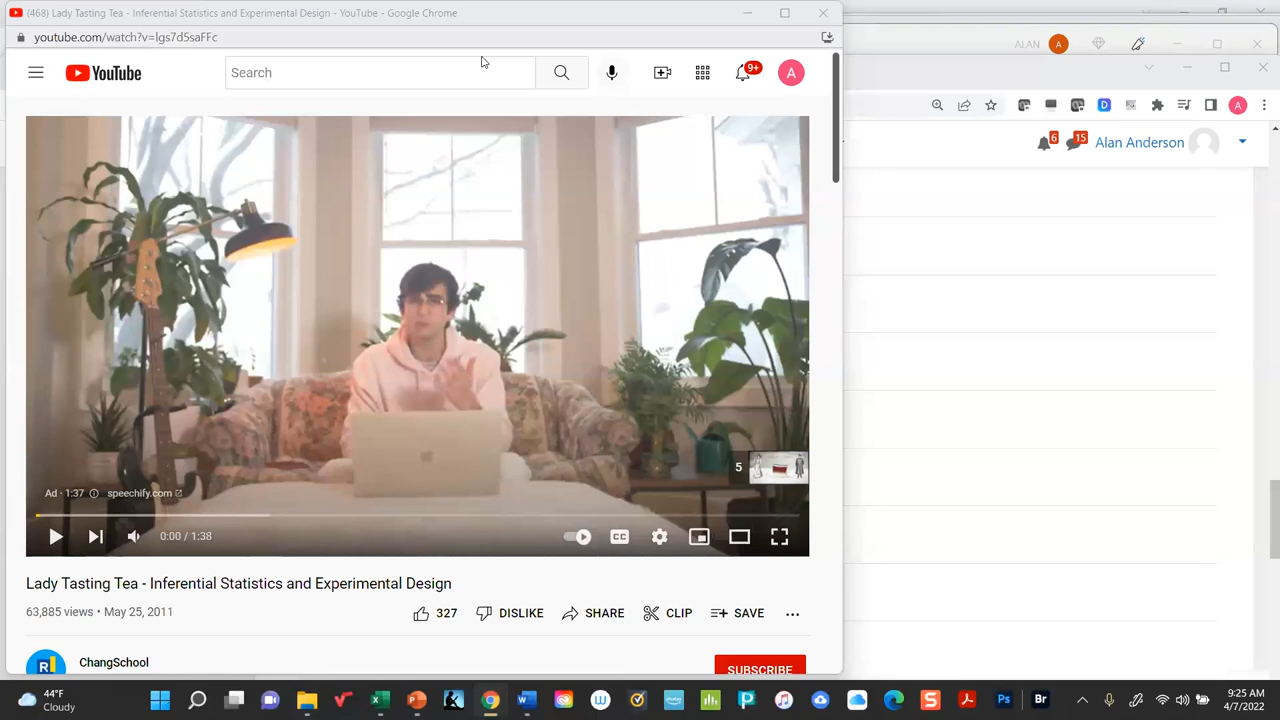 (468) Lady Tasting Tea - Inferential Statistics and Experimental Design - YouTube - Google Chrome
youtube.com/watch?v=lgs7d5saFFc
ALAN A
YouTube
Search
9+
A
D
A
6
15
Alan Anderson
5
Ad · 1:37
speechify.com
0:00 / 1:38
CC
Lady Tasting Tea - Inferential Statistics and Experimental Design
63,885 views • May 25, 2011
327
DISLIKE
SHARE
CLIP
SAVE
ChangSchool
SUBSCRIBE
44°F
Cloudy
Ps
Br
9:25 AM
4/7/2022